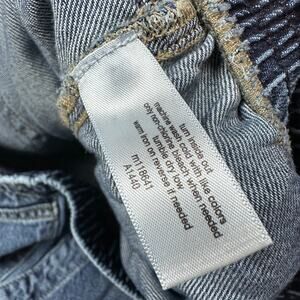 turn inside out
machine wash cold with like colors
only non-chlorine bleach when needed
tumble dry low
warm iron on reverse if needed
m118641
A1440